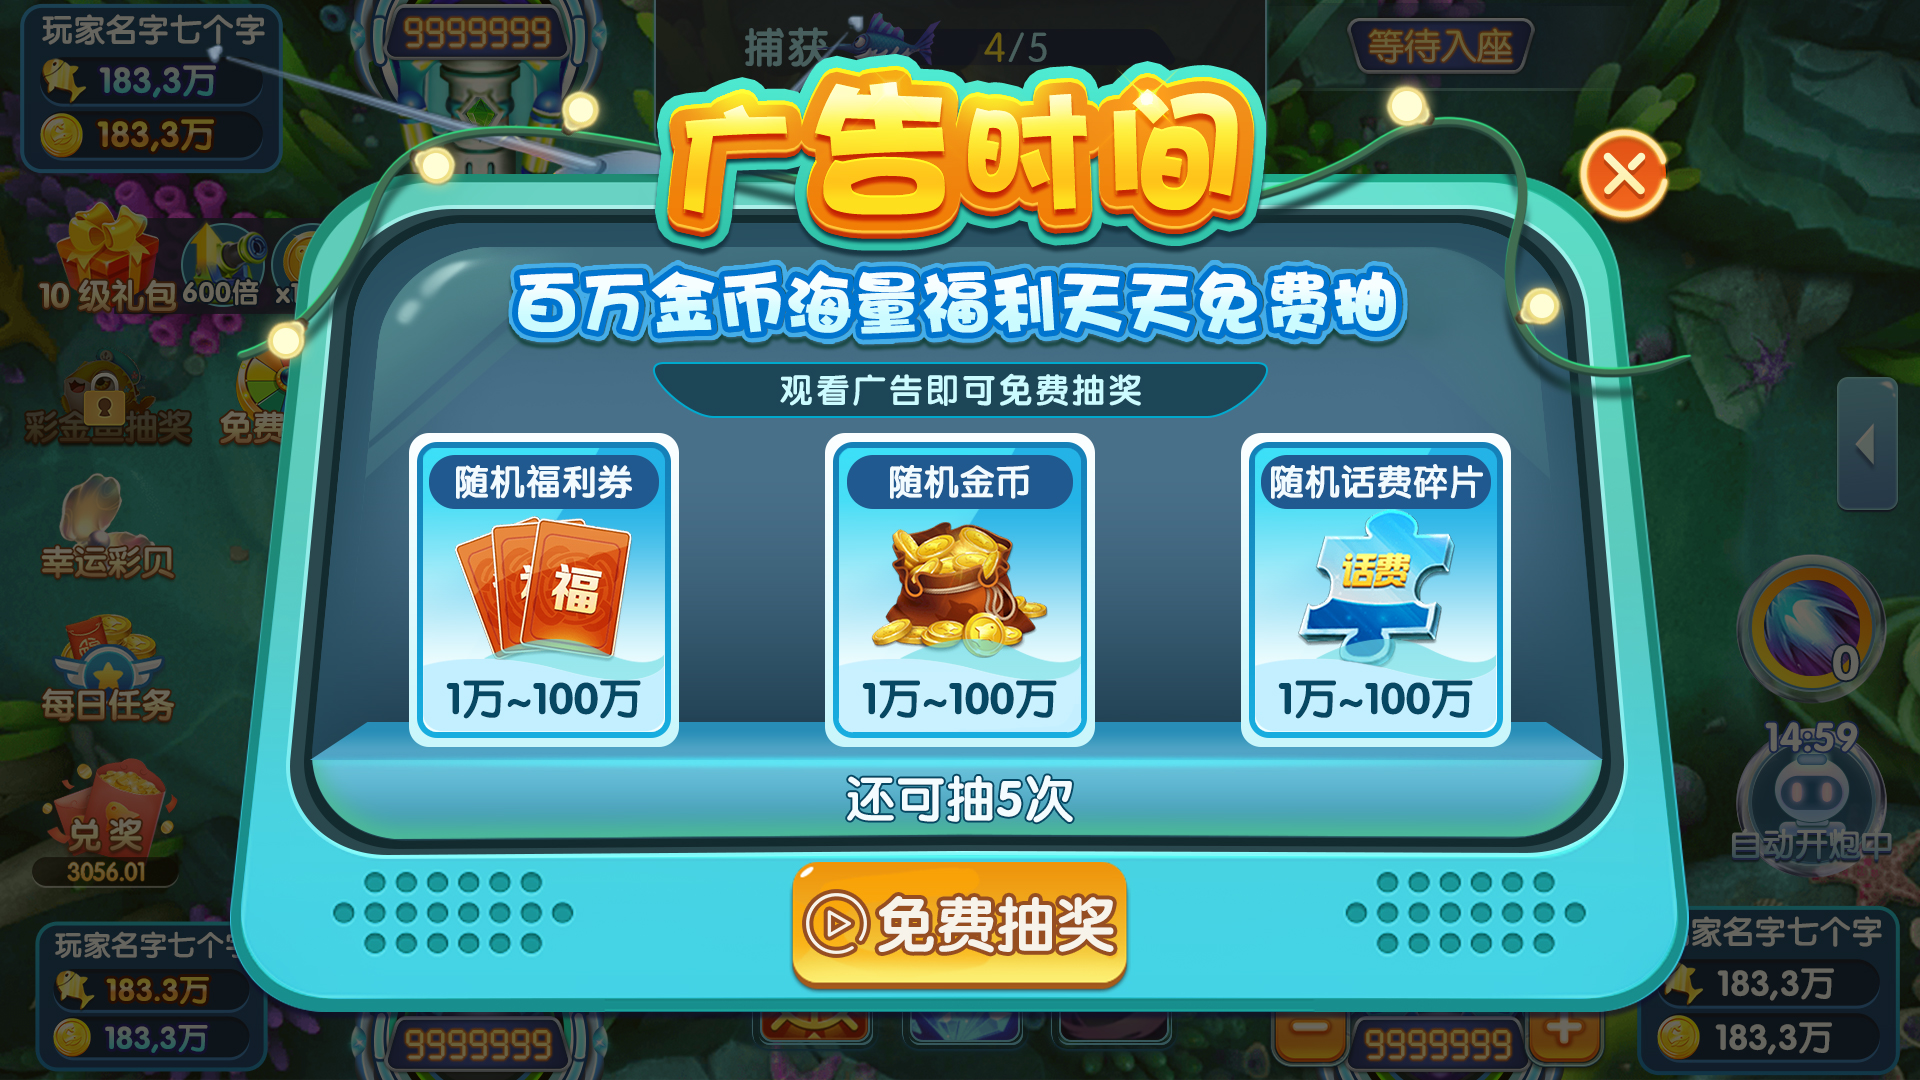 玩家名字七个字
183,3万
183,3万
9999999
捕获
4/5
等待入座
广告时间
百万金币海量福利天天免费抽
观看广告即可免费抽奖
10 级礼包
600倍
彩金鱼抽奖
免费
幸运彩贝
每日任务
兑奖
3056.01
随机福利券
福
1万~100万
随机金币
1万~100万
随机话费碎片
话费
1万~100万
还可抽5次
免费抽奖
0
14:59
自动开炮中
玩家名字七个字
183.3万
183,3万
9999999
9999999
家名字七个字
183,3万
183,3万